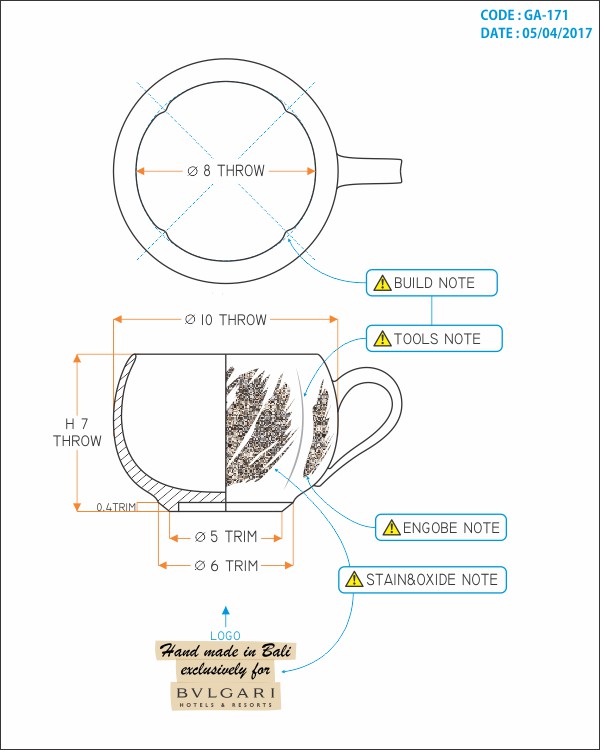 CODE : GA-171
DATE : 05/04/2017
Ø 8 THROW
BUILD NOTE
Ø 10 THROW
TOOLS NOTE
H 7
THROW
0.4TRIM
ENGOBE NOTE
Ø 5 TRIM
Ø 6 TRIM
STAIN&OXIDE NOTE
LOGO
Hand made in Bali
exclusively for
BVLGARI
HOTELS & RESORTS